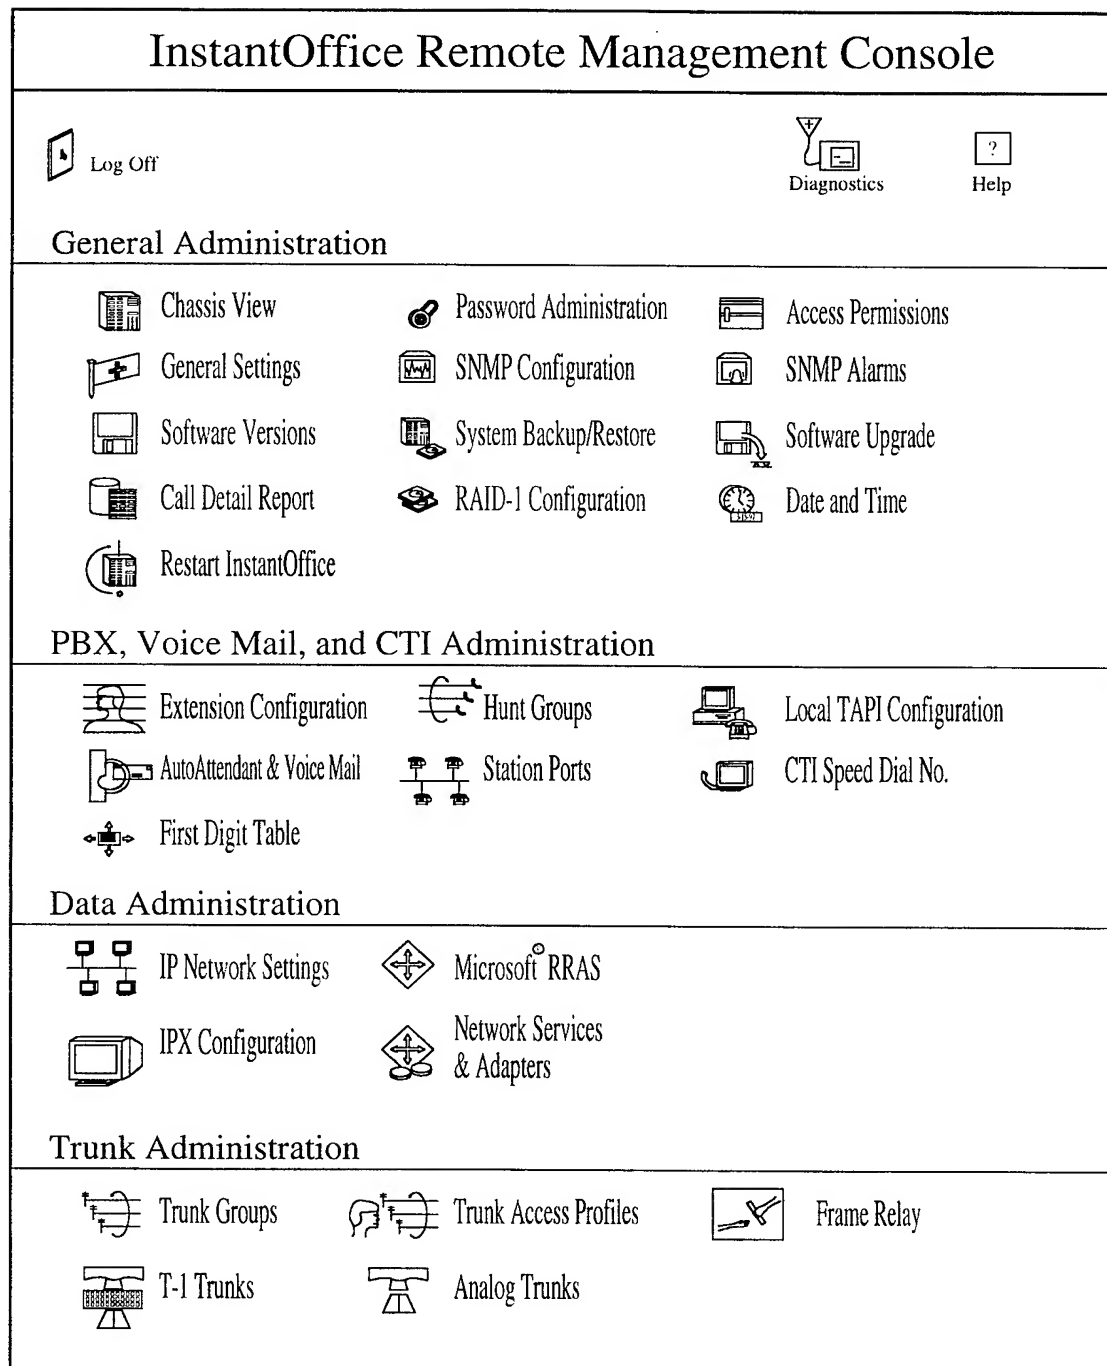 InstantOffice Remote Management Console
Log Off
Diagnostics
?
Help
General Administration
Chassis View
Password Administration
Access Permissions
General Settings
SNMP Configuration
SNMP Alarms
Software Versions
System Backup/Restore
Software Upgrade
Call Detail Report
RAID-1 Configuration
Date and Time
Restart InstantOffice
PBX, Voice Mail, and CTI Administration
Extension Configuration
Hunt Groups
Local TAPI Configuration
AutoAttendant & Voice Mail
Station Ports
CTI Speed Dial No.
First Digit Table
Data Administration
IP Network Settings
Microsoft RRAS
IPX Configuration
Network Services
& Adapters
Trunk Administration
Trunk Groups
Trunk Access Profiles
Frame Relay
T-1 Trunks
Analog Trunks